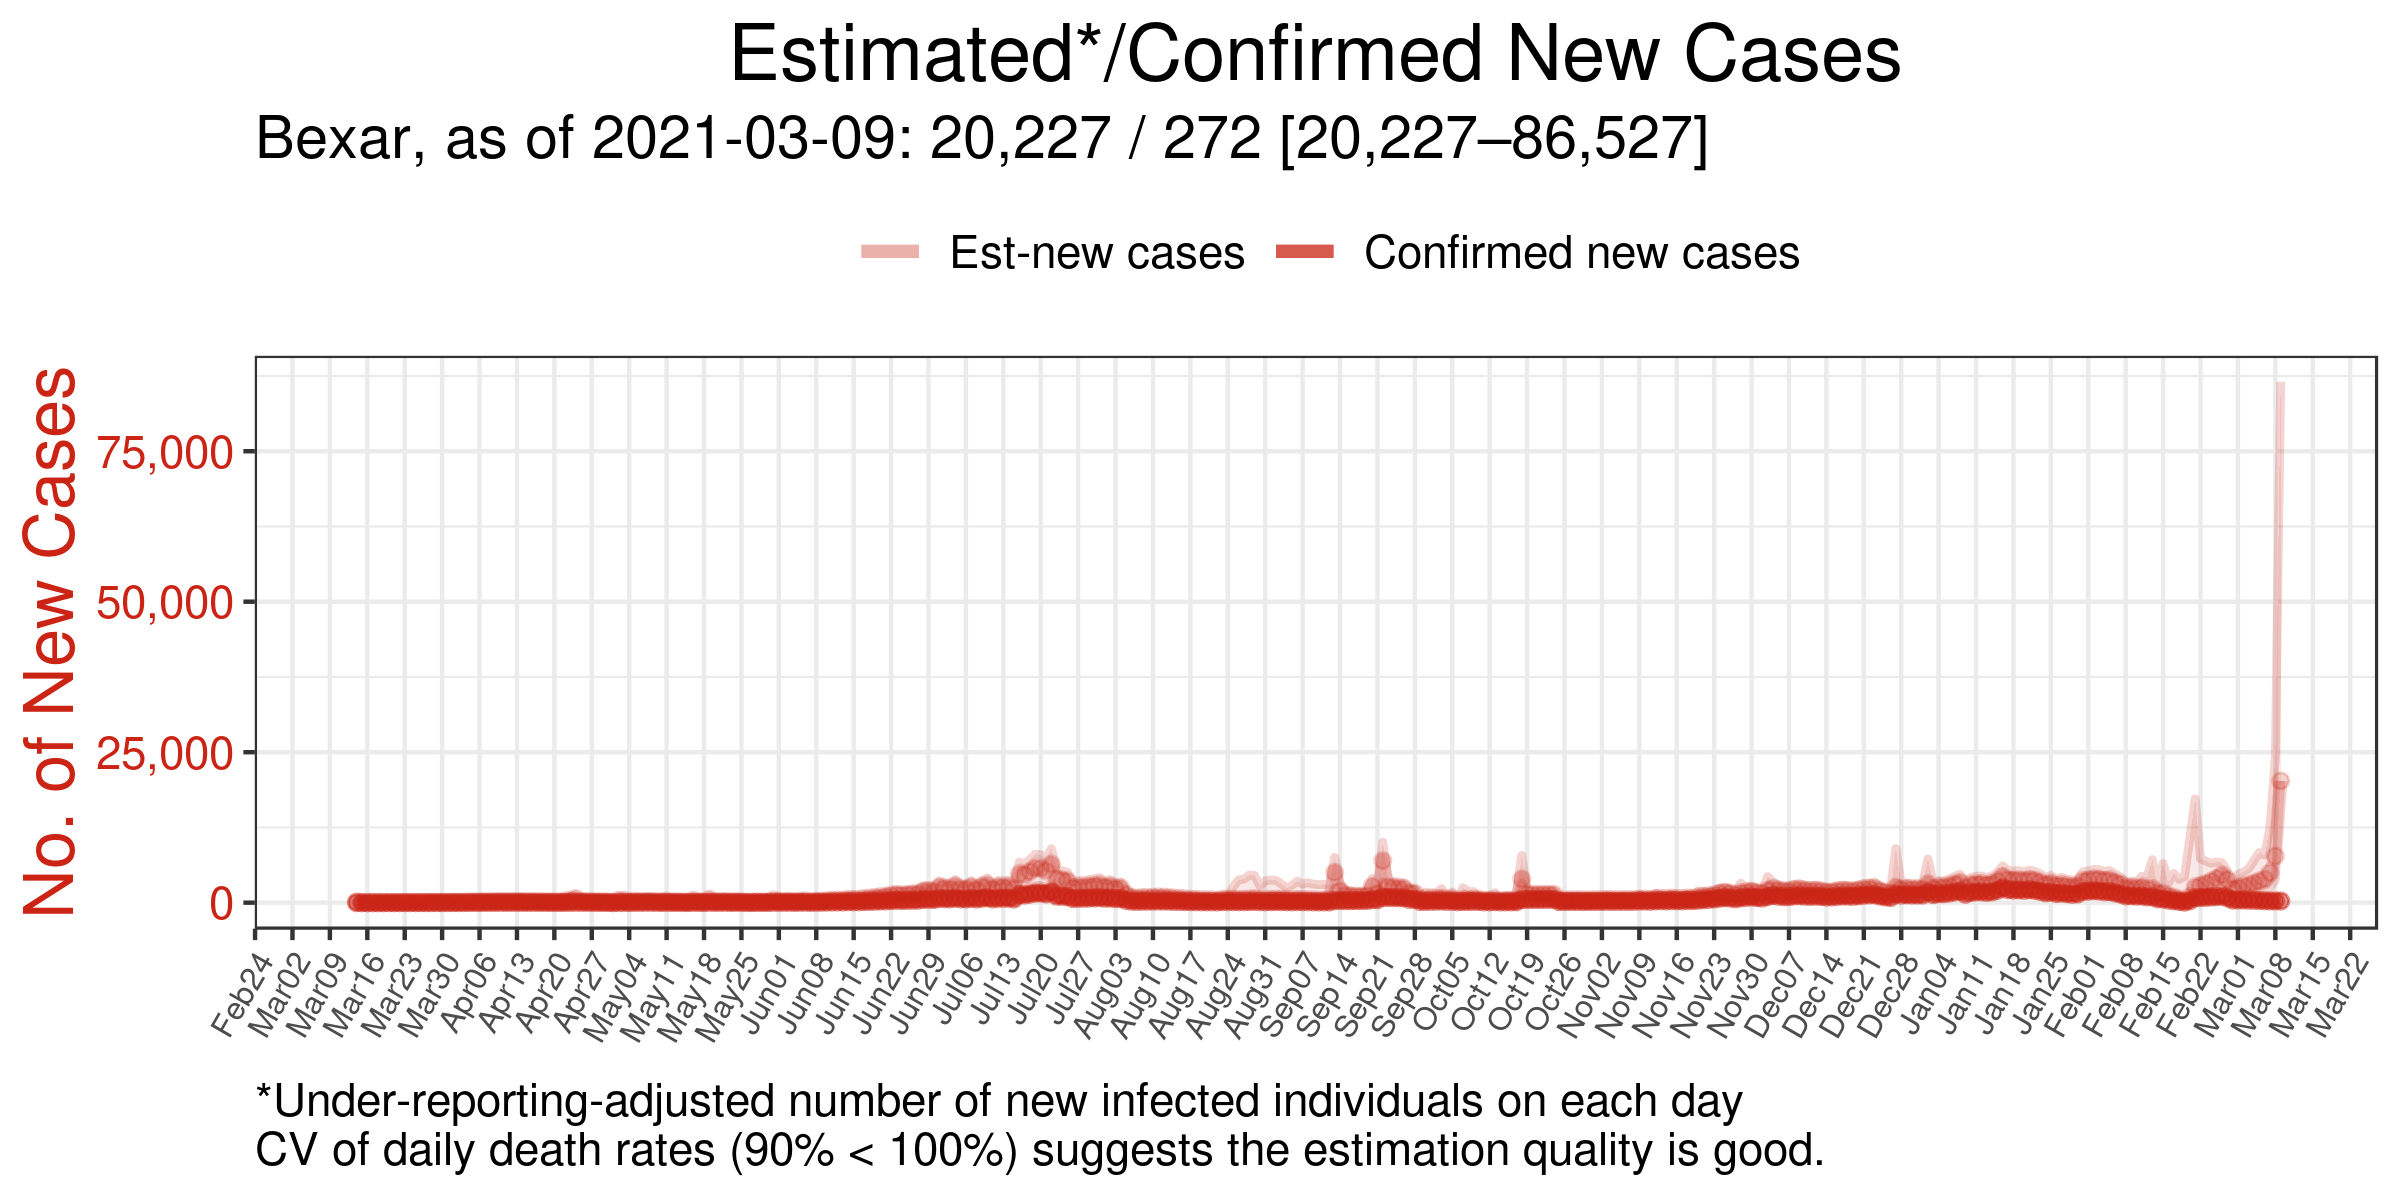 Estimated*/Confirmed New Cases
Bexar, as of 2021-03-09: 20,227 / 272 [20,227–86,527]
Est-new cases
Confirmed new cases
No. of New Cases
75,000
50,000
25,000
0
Feb24
Mar02
Mar09
Mar16
Mar23
Mar30
Apr06
Apr13
Apr20
Apr27
May04
May11
May18
May25
Jun01
Jun08
Jun15
Jun22
Jun29
Jul06
Jul13
Jul20
Jul27
Aug03
Aug10
Aug17
Aug24
Aug31
Sep07
Sep14
Sep21
Sep28
Oct05
Oct12
Oct19
Oct26
Nov02
Nov09
Nov16
Nov23
Nov30
Dec07
Dec14
Dec21
Dec28
Jan04
Jan11
Jan18
Jan25
Feb01
Feb08
Feb15
Feb22
Mar01
Mar08
Mar15
Mar22
*Under-reporting-adjusted number of new infected individuals on each day
CV of daily death rates (90% < 100%) suggests the estimation quality is good.